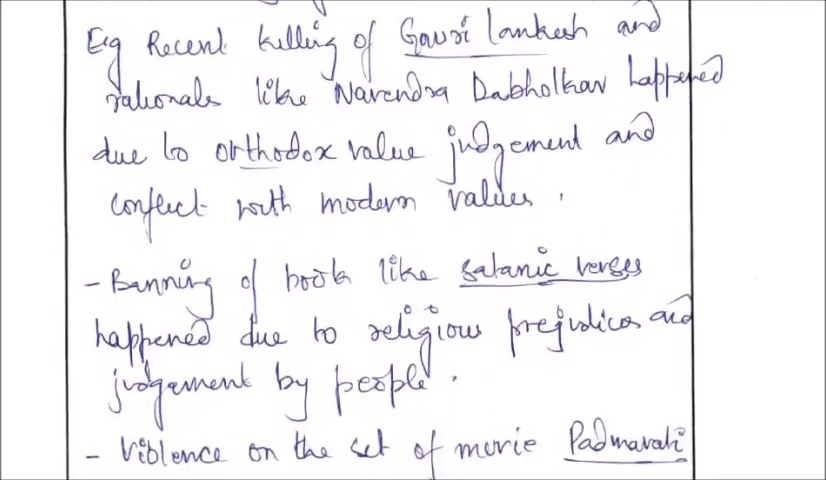 Eg Recent killing of Gauri lankesh and
rationals like Narendra Dabholkar happened
due to orthodox value judgement and
conflict with modern values.
- Banning of book like satanic verses
happened due to religious prejudices and
judgement by people.
- Violence on the set of movie Padmavati